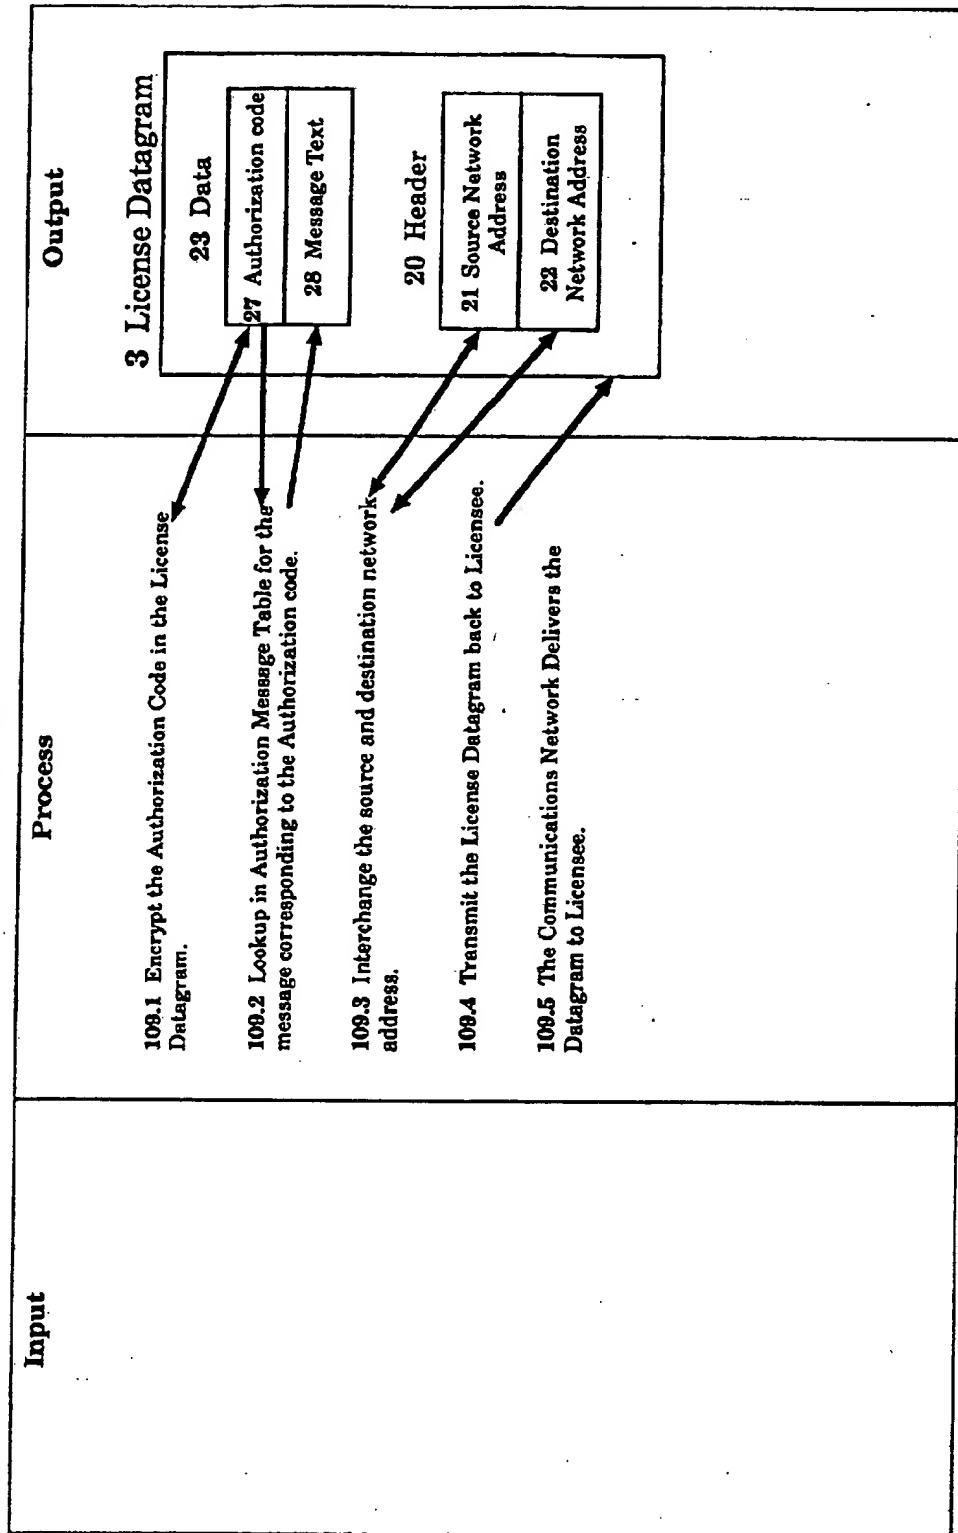 Input
Process
109.1 Encrypt the Authorization Code in the License
Datagram.
109.2 Lookup in Authorization Message Table for the
message corresponding to the Authorization code.
109.3 Interchange the source and destination network
address.
109.4 Transmit the License Datagram back to Licensee.
109.5 The Communications Network Delivers the
Datagram to Licensee.
Output
3 License Datagram
23 Data
27 Authorization code
28 Message Text
20 Header
21 Source Network
Address
22 Destination
Network Address